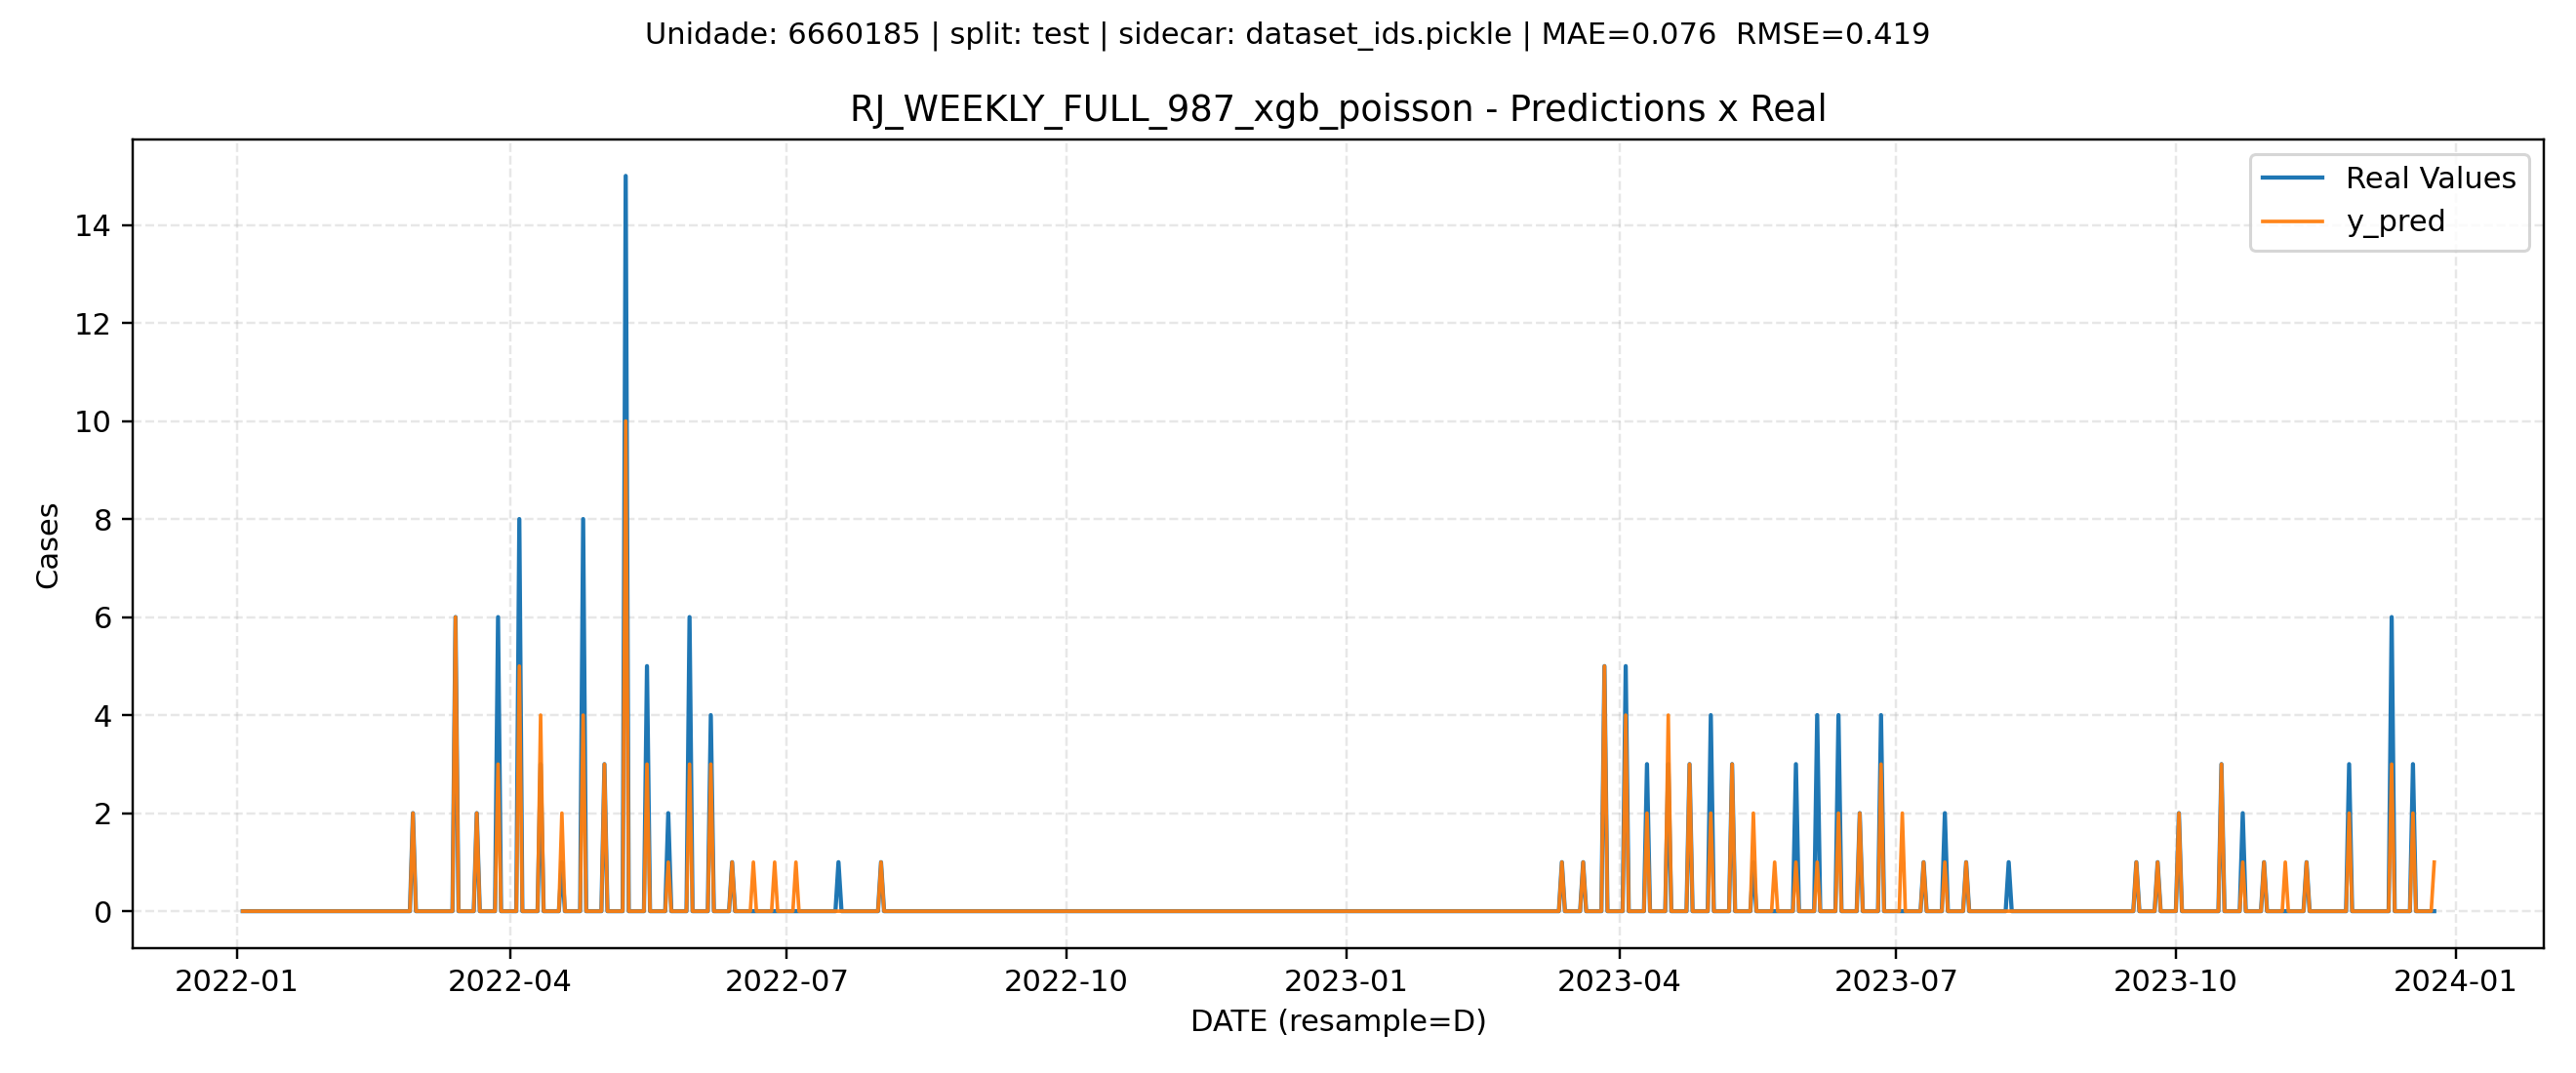 Unidade: 6660185 | split: test | sidecar: dataset_ids.pickle | MAE=0.076  RMSE=0.419
RJ_WEEKLY_FULL_987_xgb_poisson - Predictions x Real
Real Values
y_pred
14
12
10
8
6
4
2
0
Cases
2022-01
2022-04
2022-07
2022-10
2023-01
2023-04
2023-07
2023-10
2024-01
DATE (resample=D)